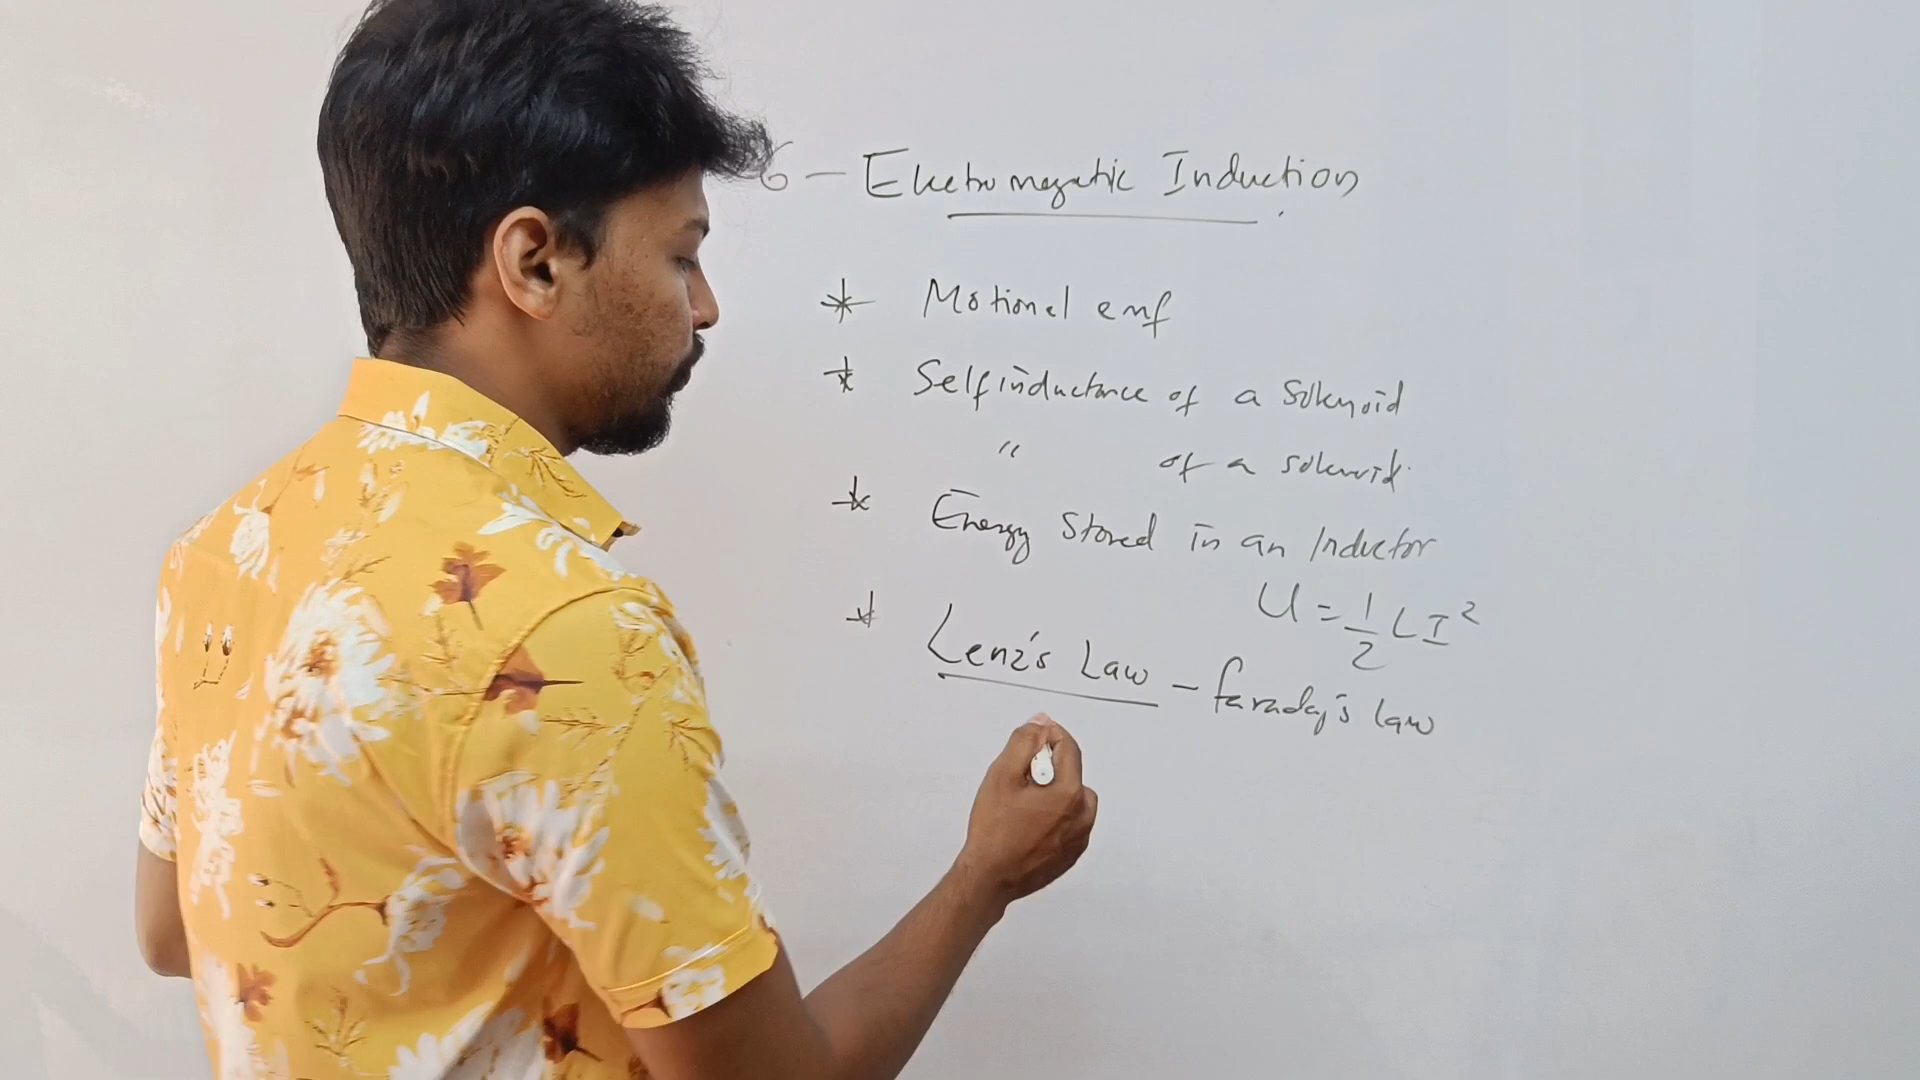 6 - Electromagnetic Induction
* Motional emf
* Self inductance of a Solenoid
" of a solenoid.
* Energy Stored in an Inductor
U = 1/2 LI²
* Lenz's Law - faraday's law